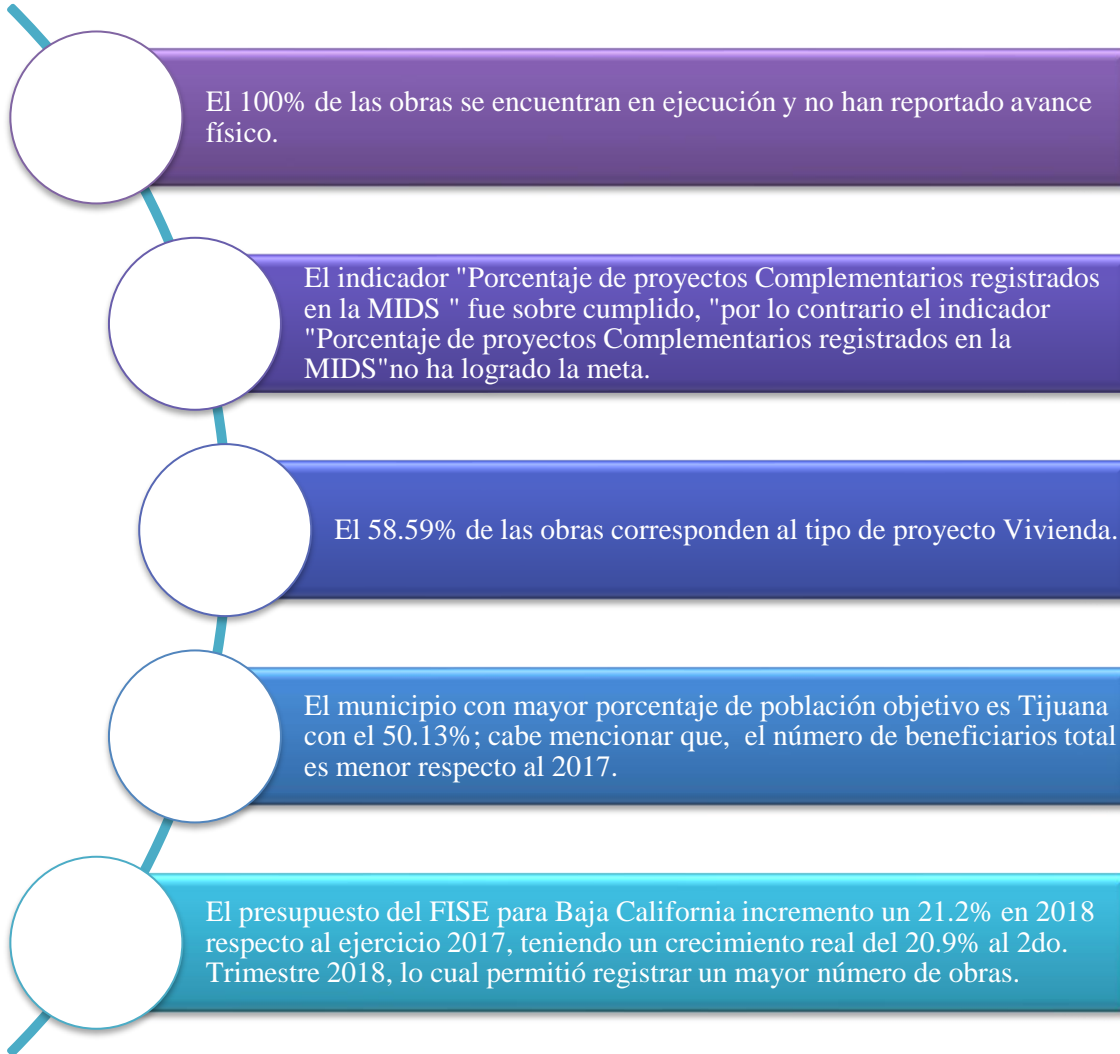 El 100% de las obras se encuentran en ejecución y no han reportado avance
físico.
El indicador "Porcentaje de proyectos Complementarios registrados
en la MIDS " fue sobre cumplido, "por lo contrario el indicador
"Porcentaje de proyectos Complementarios registrados en la
MIDS"no ha logrado la meta.
El 58.59% de las obras corresponden al tipo de proyecto Vivienda.
El municipio con mayor porcentaje de población objetivo es Tijuana
con el 50.13%; cabe mencionar que, el número de beneficiarios total
es menor respecto al 2017.
El presupuesto del FISE para Baja California incremento un 21.2% en 2018
respecto al ejercicio 2017, teniendo un crecimiento real del 20.9% al 2do.
Trimestre 2018, lo cual permitió registrar un mayor número de obras.